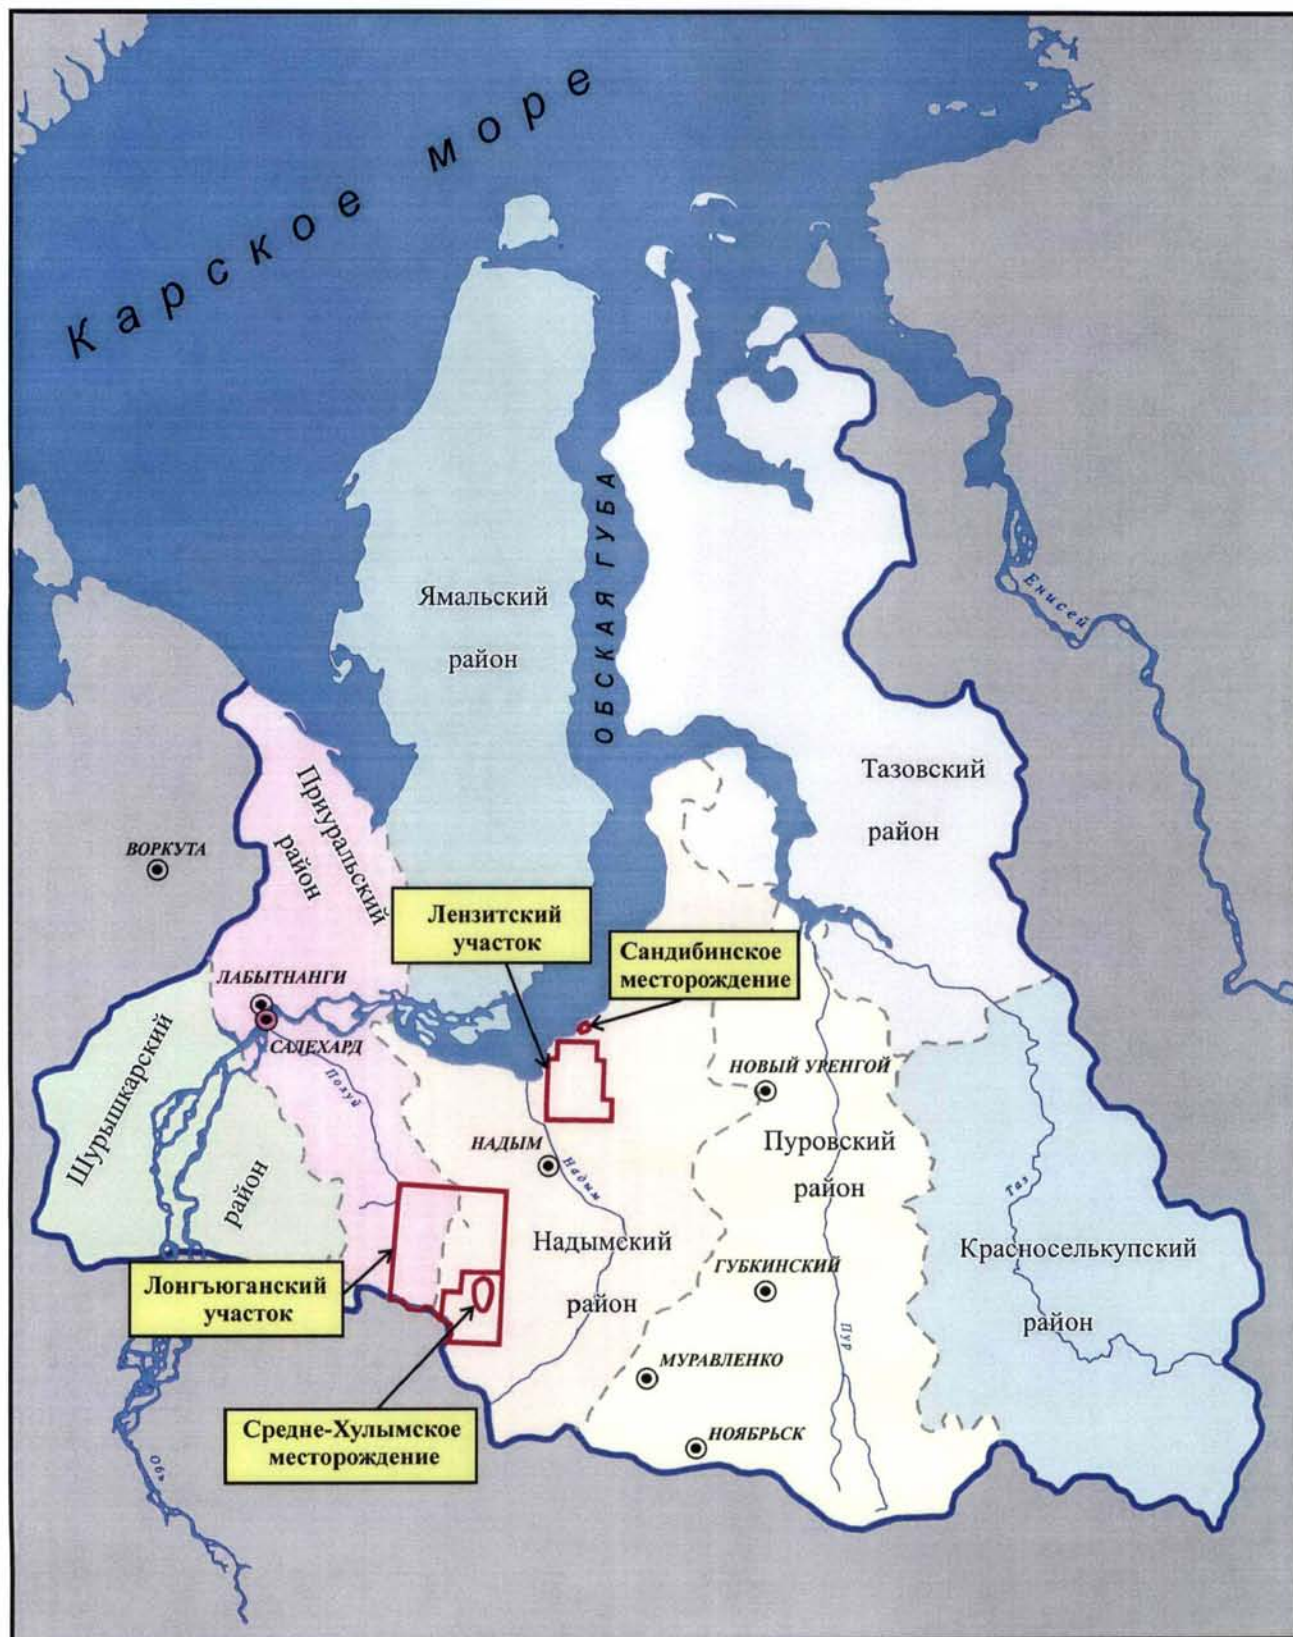 Карское море
ОБСКАЯ ГУБА
Енисей
Ямальский
район
Тазовский
район
Приуральский
район
ВОРКУТА
Лензитский
участок
Сандибинское
месторождение
ЛАБЫТНАНГИ
САЛЕХАРД
Полуй
Шурышкарский
район
НОВЫЙ УРЕНГОЙ
НАДЫМ
Надым
Пуровский
район
Таз
Надымский
район
Красноселькупский
район
Лонгъюганский
участок
ГУБКИНСКИЙ
Пур
МУРАВЛЕНКО
Средне-Хулымское
месторождение
НОЯБРЬСК
Обь